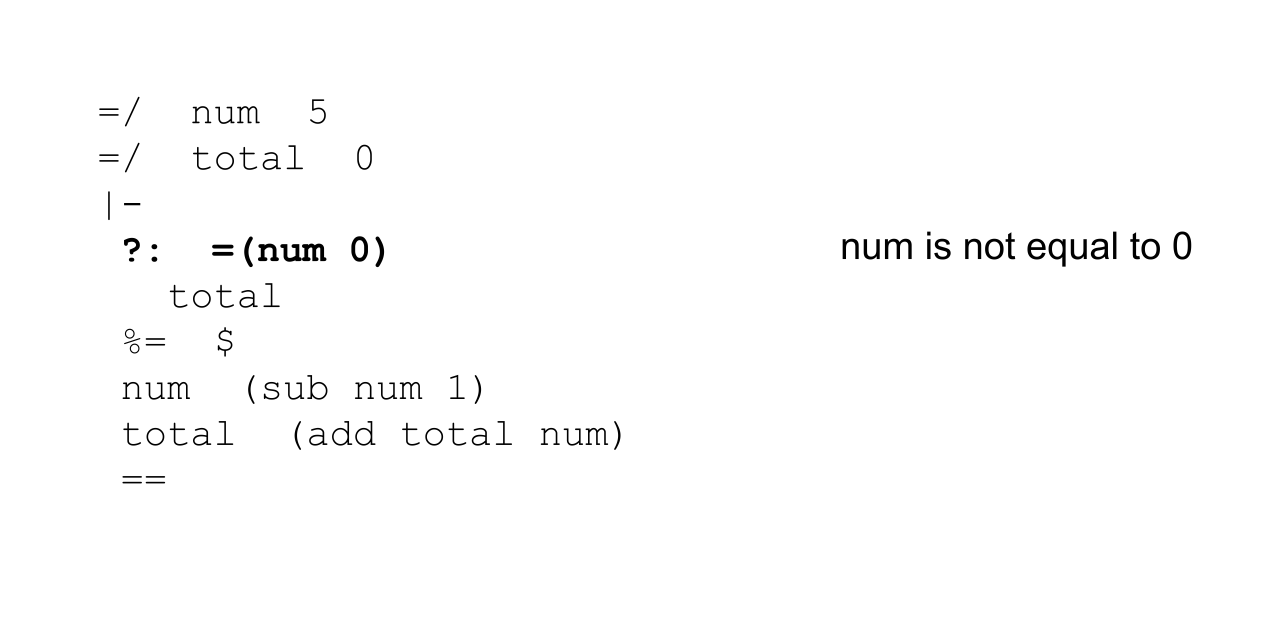 =/  num  5
=/  total  0
|-
?:  =(num 0)
total
%=  $
num  (sub num 1)
total  (add total num)
==
num is not equal to 0